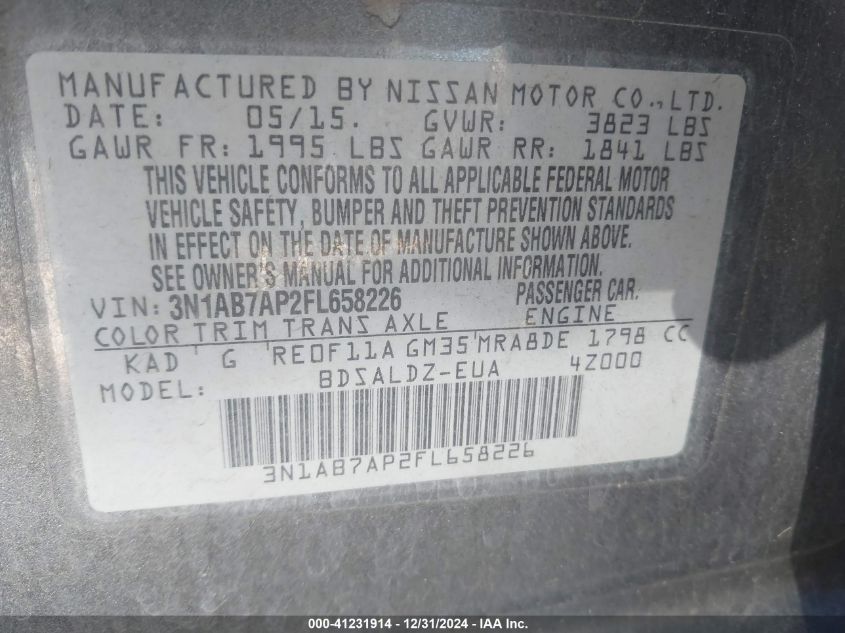 MANUFACTURED BY NISSAN MOTOR CO.,LTD.
DATE: 05/15. GVWR: 3823 LBS
GAWR FR: 1995 LBS GAWR RR: 1841 LBS
THIS VEHICLE CONFORMS TO ALL APPLICABLE FEDERAL MOTOR
VEHICLE SAFETY, BUMPER AND THEFT PREVENTION STANDARDS
IN EFFECT ON THE DATE OF MANUFACTURE SHOWN ABOVE.
SEE OWNER'S MANUAL FOR ADDITIONAL INFORMATION.
VIN: 3N1AB7AP2FL658226 PASSENGER CAR.
COLOR TRIM TRANS AXLE ENGINE
KAD G RE0F11A GM35 MRA8DE 1798 CC
MODEL: BDSALDZ-EUA 4Z000
3N1AB7AP2FL658226
000-41231914 - 12/31/2024 - IAA Inc.